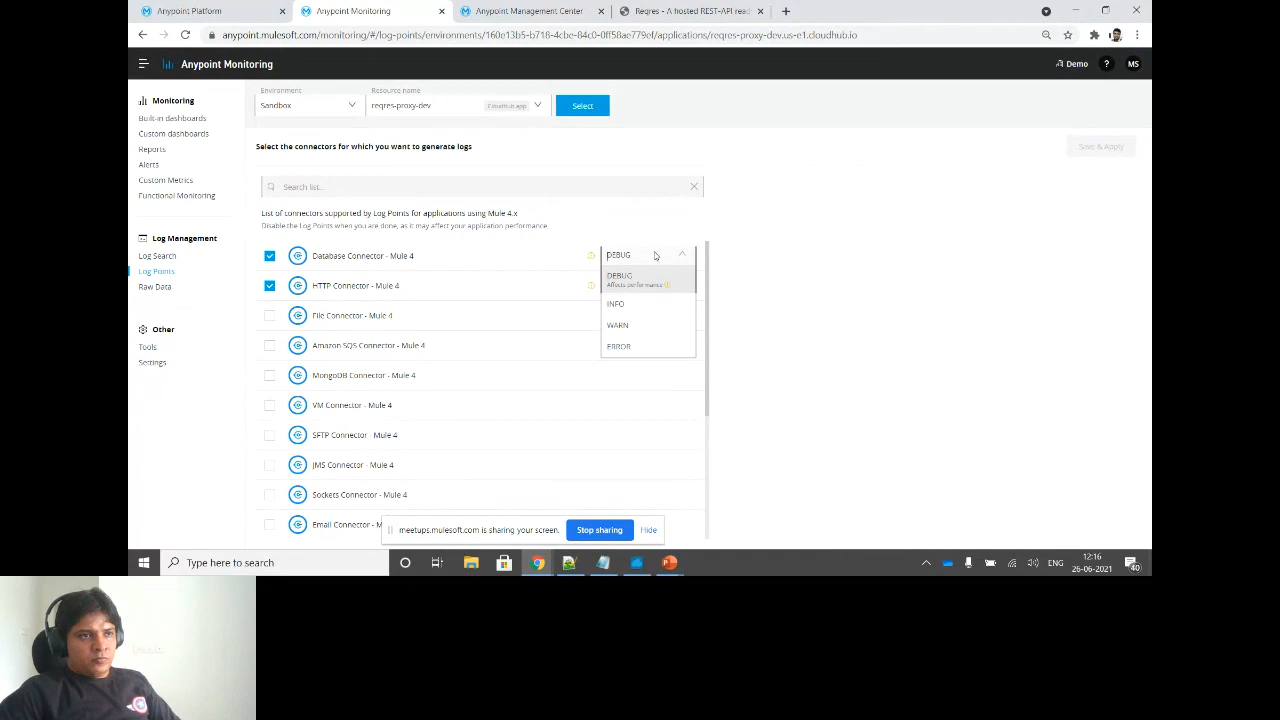 Anypoint Platform
Anypoint Monitoring
Anypoint Management Center
Reqres - A hosted REST-API read
anypoint.mulesoft.com/monitoring/#/log-points/environments/160e13b5-b718-4cbe-84c0-0ff58ae779ef/applications/reqres-proxy-dev.us-e1.cloudhub.io
Anypoint Monitoring
Demo
?
MS
Monitoring
Built-in dashboards
Custom dashboards
Reports
Alerts
Custom Metrics
Functional Monitoring
Log Management
Log Search
Log Points
Raw Data
Other
Tools
Settings
Environment
Resource name
Sandbox
reqres-proxy-dev
CloudHub app
Select
Select the connectors for which you want to generate logs
Save & Apply
Search list...
List of connectors supported by Log Points for applications using Mule 4.x
Disable the Log Points when you are done, as it may affect your application performance
Database Connector - Mule 4
DEBUG
HTTP Connector - Mule 4
DEBUG
Affects performance
INFO
WARN
ERROR
File Connector - Mule 4
Amazon SQS Connector - Mule 4
MongoDB Connector - Mule 4
VM Connector - Mule 4
SFTP Connector - Mule 4
JMS Connector - Mule 4
Sockets Connector - Mule 4
Email Connector - M
meetups.mulesoft.com is sharing your screen.
Stop sharing
Hide
Type here to search
ENG
12:16
26-06-2021
40